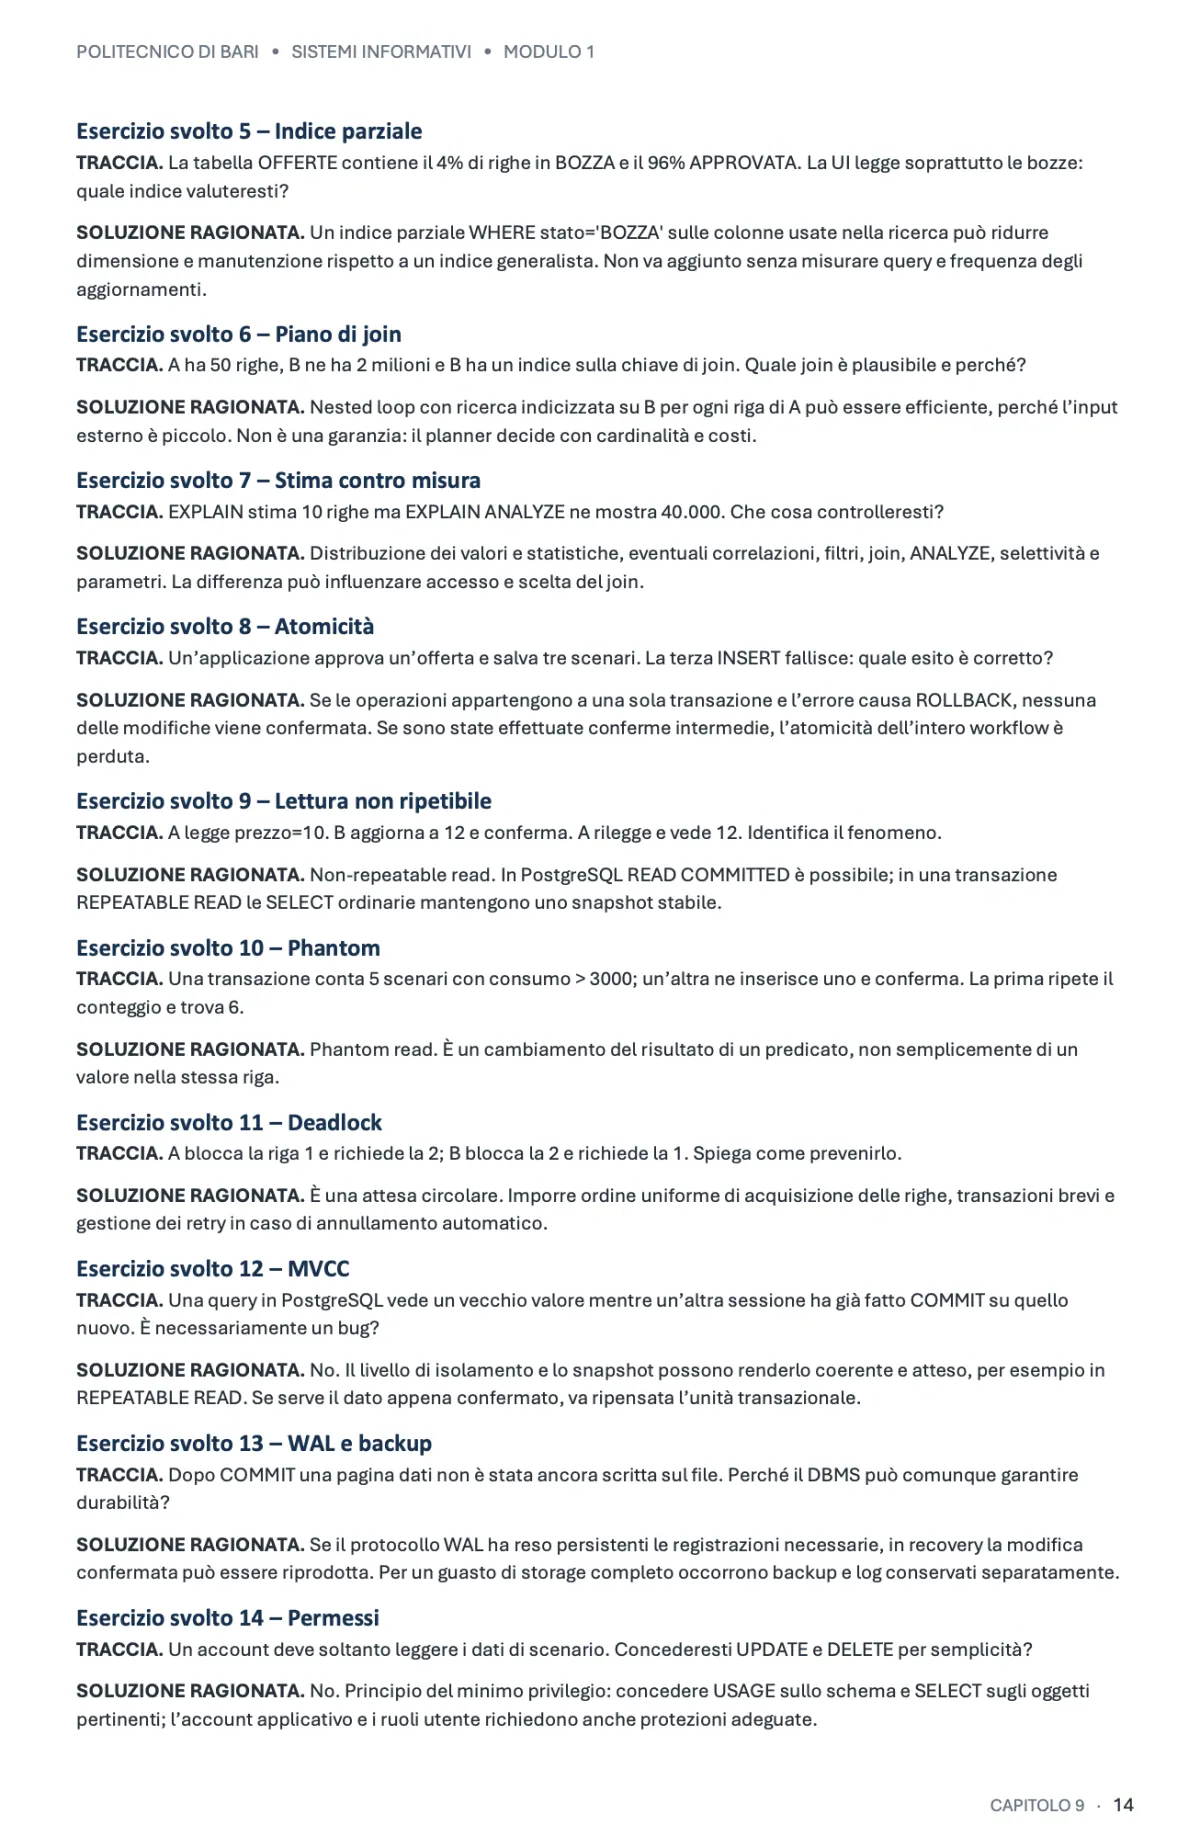 POLITECNICO DI BARI • SISTEMI INFORMATIVI • MODULO 1
Esercizio svolto 5 – Indice parziale
TRACCIA. La tabella OFFERTE contiene il 4% di righe in BOZZA e il 96% APPROVATA. La UI legge soprattutto le bozze:
quale indice valuteresti?
SOLUZIONE RAGIONATA. Un indice parziale WHERE stato='BOZZA' sulle colonne usate nella ricerca può ridurre
dimensione e manutenzione rispetto a un indice generalista. Non va aggiunto senza misurare query e frequenza degli
aggiornamenti.
Esercizio svolto 6 – Piano di join
TRACCIA. A ha 50 righe, B ne ha 2 milioni e B ha un indice sulla chiave di join. Quale join è plausibile e perché?
SOLUZIONE RAGIONATA. Nested loop con ricerca indicizzata su B per ogni riga di A può essere efficiente, perché l’input
esterno è piccolo. Non è una garanzia: il planner decide con cardinalità e costi.
Esercizio svolto 7 – Stima contro misura
TRACCIA. EXPLAIN stima 10 righe ma EXPLAIN ANALYZE ne mostra 40.000. Che cosa controlleresti?
SOLUZIONE RAGIONATA. Distribuzione dei valori e statistiche, eventuali correlazioni, filtri, join, ANALYZE, selettività e
parametri. La differenza può influenzare accesso e scelta del join.
Esercizio svolto 8 – Atomicità
TRACCIA. Un’applicazione approva un’offerta e salva tre scenari. La terza INSERT fallisce: quale esito è corretto?
SOLUZIONE RAGIONATA. Se le operazioni appartengono a una sola transazione e l’errore causa ROLLBACK, nessuna
delle modifiche viene confermata. Se sono state effettuate conferme intermedie, l’atomicità dell’intero workflow è
perduta.
Esercizio svolto 9 – Lettura non ripetibile
TRACCIA. A legge prezzo=10. B aggiorna a 12 e conferma. A rilegge e vede 12. Identifica il fenomeno.
SOLUZIONE RAGIONATA. Non-repeatable read. In PostgreSQL READ COMMITTED è possibile; in una transazione
REPEATABLE READ le SELECT ordinarie mantengono uno snapshot stabile.
Esercizio svolto 10 – Phantom
TRACCIA. Una transazione conta 5 scenari con consumo > 3000; un’altra ne inserisce uno e conferma. La prima ripete il
conteggio e trova 6.
SOLUZIONE RAGIONATA. Phantom read. È un cambiamento del risultato di un predicato, non semplicemente di un
valore nella stessa riga.
Esercizio svolto 11 – Deadlock
TRACCIA. A blocca la riga 1 e richiede la 2; B blocca la 2 e richiede la 1. Spiega come prevenirlo.
SOLUZIONE RAGIONATA. È una attesa circolare. Imporre ordine uniforme di acquisizione delle righe, transazioni brevi e
gestione dei retry in caso di annullamento automatico.
Esercizio svolto 12 – MVCC
TRACCIA. Una query in PostgreSQL vede un vecchio valore mentre un’altra sessione ha già fatto COMMIT su quello
nuovo. È necessariamente un bug?
SOLUZIONE RAGIONATA. No. Il livello di isolamento e lo snapshot possono renderlo coerente e atteso, per esempio in
REPEATABLE READ. Se serve il dato appena confermato, va ripensata l’unità transazionale.
Esercizio svolto 13 – WAL e backup
TRACCIA. Dopo COMMIT una pagina dati non è stata ancora scritta sul file. Perché il DBMS può comunque garantire
durabilità?
SOLUZIONE RAGIONATA. Se il protocollo WAL ha reso persistenti le registrazioni necessarie, in recovery la modifica
confermata può essere riprodotta. Per un guasto di storage completo occorrono backup e log conservati separatamente.
Esercizio svolto 14 – Permessi
TRACCIA. Un account deve soltanto leggere i dati di scenario. Concederesti UPDATE e DELETE per semplicità?
SOLUZIONE RAGIONATA. No. Principio del minimo privilegio: concedere USAGE sullo schema e SELECT sugli oggetti
pertinenti; l’account applicativo e i ruoli utente richiedono anche protezioni adeguate.
CAPITOLO 9 · 14